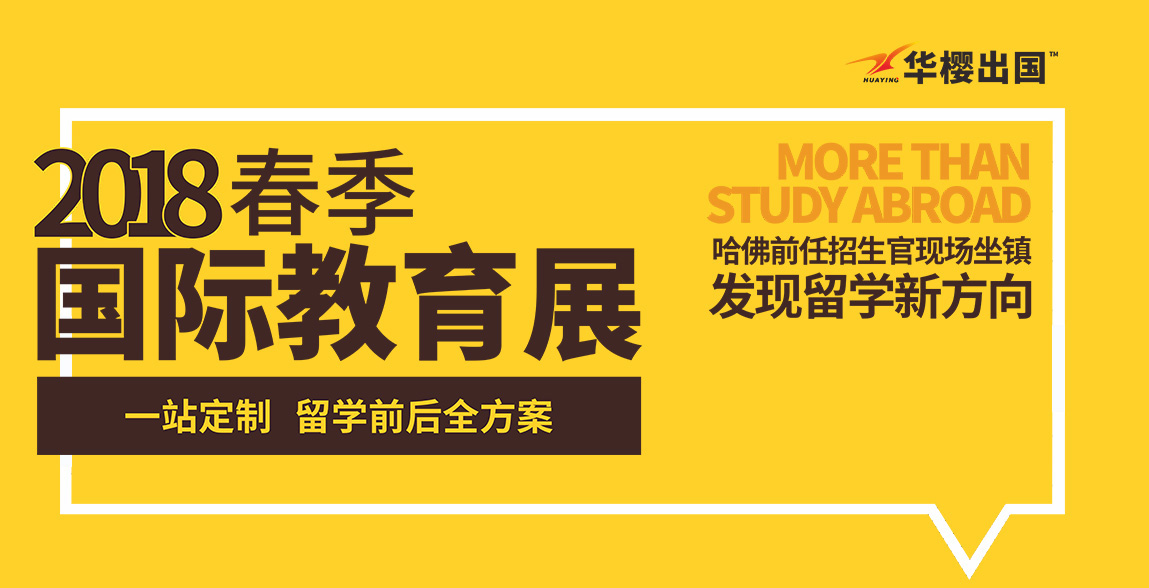 HUAYING 华樱出国™
2018春季
国际教育展
一站定制 留学前后全方案
MORE THAN
STUDY ABROAD
哈佛前任招生官现场坐镇
发现留学新方向